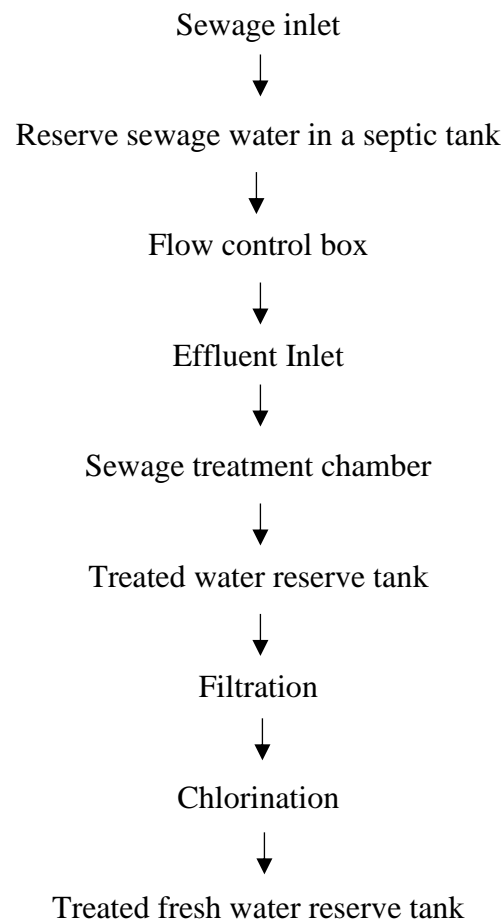 Sewage inlet
Reserve sewage water in a septic tank
Flow control box
Effluent Inlet
Sewage treatment chamber
Treated water reserve tank
Filtration
Chlorination
Treated fresh water reserve tank